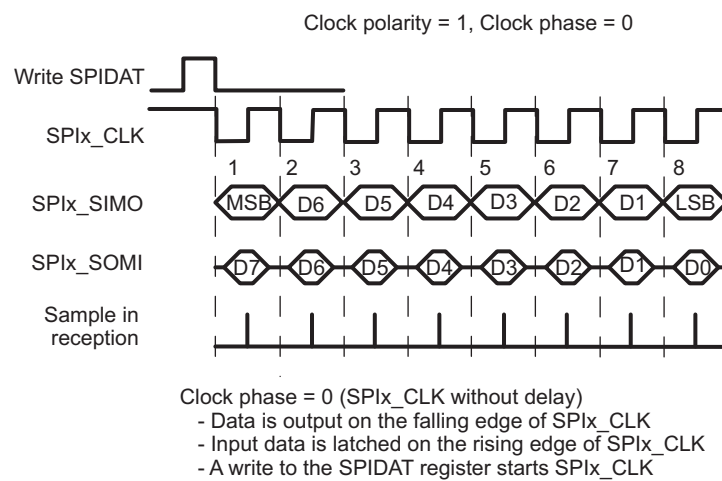 Clock polarity = 1, Clock phase = 0
Write SPIDAT
SPIx_CLK
1 2 3 4 5 6 7 8
SPIx_SIMO MSB D6 D5 D4 D3 D2 D1 LSB
SPIx_SOMI D7 D6 D5 D4 D3 D2 D1 D0
Sample in
reception
Clock phase = 0 (SPIx_CLK without delay)
- Data is output on the falling edge of SPIx_CLK
- Input data is latched on the rising edge of SPIx_CLK
- A write to the SPIDAT register starts SPIx_CLK